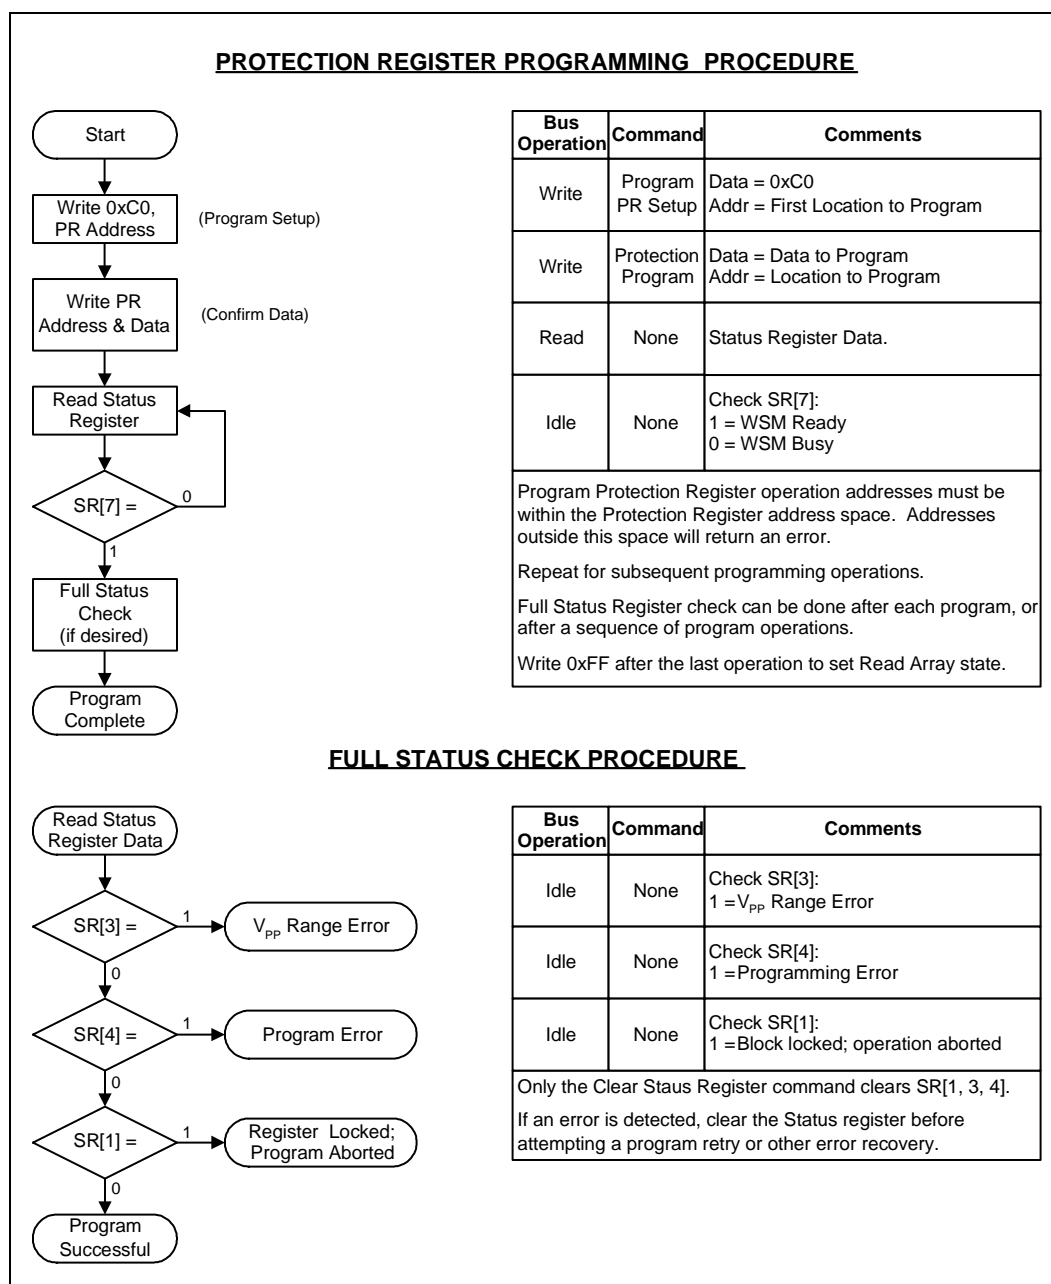 PROTECTION REGISTER PROGRAMMING PROCEDURE
Start
Write 0xC0,
PR Address
(Program Setup)
Write PR
Address & Data
(Confirm Data)
Read Status
Register
SR[7] =
0
1
Full Status
Check
(if desired)
Program
Complete
Bus
Operation
Command
Comments
Write
Program
PR Setup
Data = 0xC0
Addr = First Location to Program
Write
Protection
Program
Data = Data to Program
Addr = Location to Program
Read
None
Status Register Data.
Idle
None
Check SR[7]:
1 = WSM Ready
0 = WSM Busy
Program Protection Register operation addresses must be
within the Protection Register address space. Addresses
outside this space will return an error.
Repeat for subsequent programming operations.
Full Status Register check can be done after each program, or
after a sequence of program operations.
Write 0xFF after the last operation to set Read Array state.
FULL STATUS CHECK PROCEDURE
Read Status
Register Data
SR[3] =
1
VPP Range Error
0
SR[4] =
1
Program Error
0
SR[1] =
1
Register Locked;
Program Aborted
0
Program
Successful
Bus
Operation
Command
Comments
Idle
None
Check SR[3]:
1 =VPP Range Error
Idle
None
Check SR[4]:
1 =Programming Error
Idle
None
Check SR[1]:
1 =Block locked; operation aborted
Only the Clear Staus Register command clears SR[1, 3, 4].
If an error is detected, clear the Status register before
attempting a program retry or other error recovery.